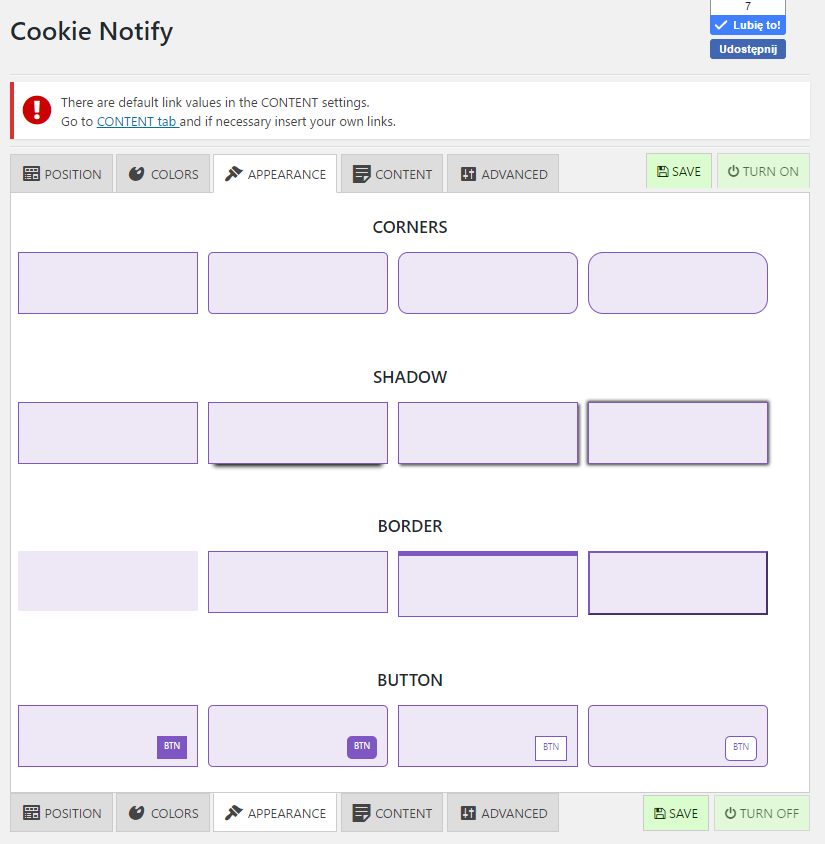 7
Cookie Notify
Lubię to!
Udostępnij
There are default link values in the CONTENT settings.
Go to CONTENT tab and if necessary insert your own links.
POSITION COLORS APPEARANCE CONTENT ADVANCED SAVE TURN ON
CORNERS
SHADOW
BORDER
BUTTON
BTN BTN BTN BTN
POSITION COLORS APPEARANCE CONTENT ADVANCED SAVE TURN OFF